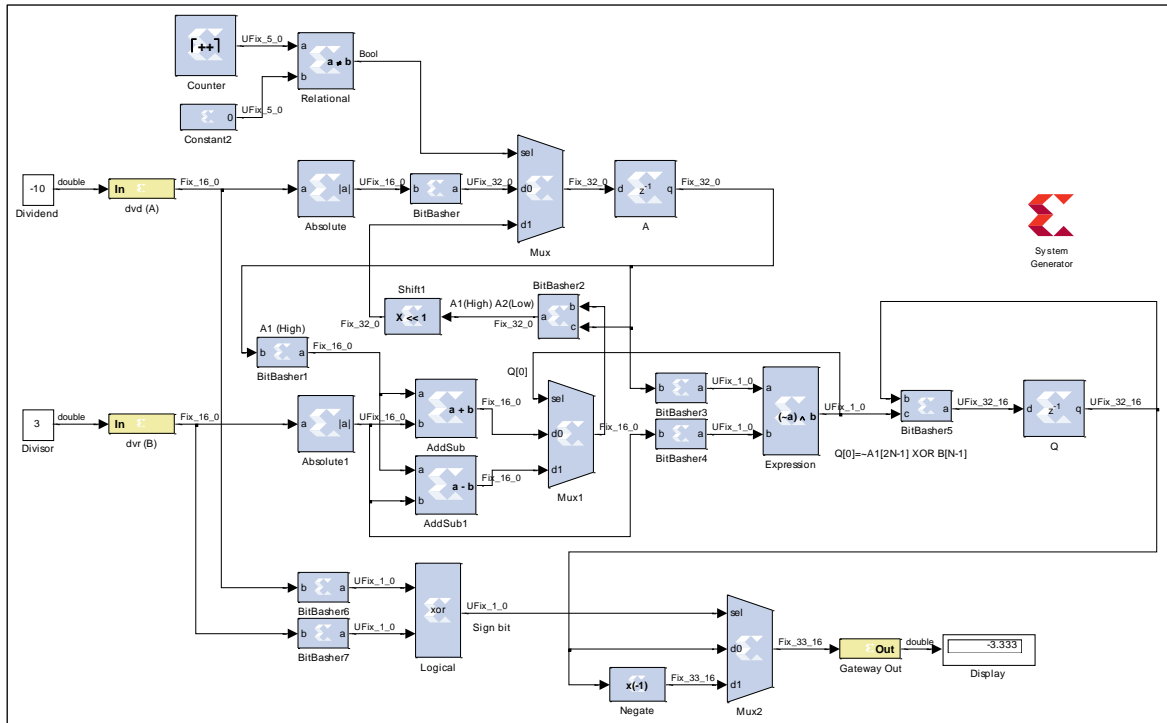 ⌈++⌉
UFix_5_0
a
b
a ≠ b
Bool
Counter
Relational
0
UFix_5_0
Constant2
-10
double
In
Fix_16_0
a
|a|
UFix_16_0
b
a
UFix_32_0
sel
d0
d1
Fix_32_0
d
z⁻¹
q
Fix_32_0
Dividend
dvd (A)
Absolute
BitBasher
Mux
A
System
Generator
Shift1
X << 1
Fix_32_0
A1(High) A2(Low)
Fix_32_0
BitBasher2
a
b
c
A1 (High)
b
a
Fix_16_0
BitBasher1
Q[0]
3
double
In
Fix_16_0
a
|a|
UFix_16_0
Divisor
dvr (B)
Absolute1
a
b
a + b
Fix_16_0
AddSub
a
b
a - b
Fix_16_0
AddSub1
sel
d0
d1
Fix_16_0
Mux1
b
a
UFix_1_0
BitBasher3
b
a
UFix_1_0
BitBasher4
a
b
(~a) ^ b
UFix_1_0
Expression
b
c
a
UFix_32_16
BitBasher5
d
z⁻¹
q
UFix_32_16
Q
Q[0]=~A1[2N-1] XOR B[N-1]
b
a
UFix_1_0
BitBasher6
b
a
UFix_1_0
BitBasher7
xor
UFix_1_0
Sign bit
Logical
sel
d0
d1
Fix_33_16
Mux2
x(-1)
Fix_33_16
Negate
Out
double
Gateway Out
-3.333
Display